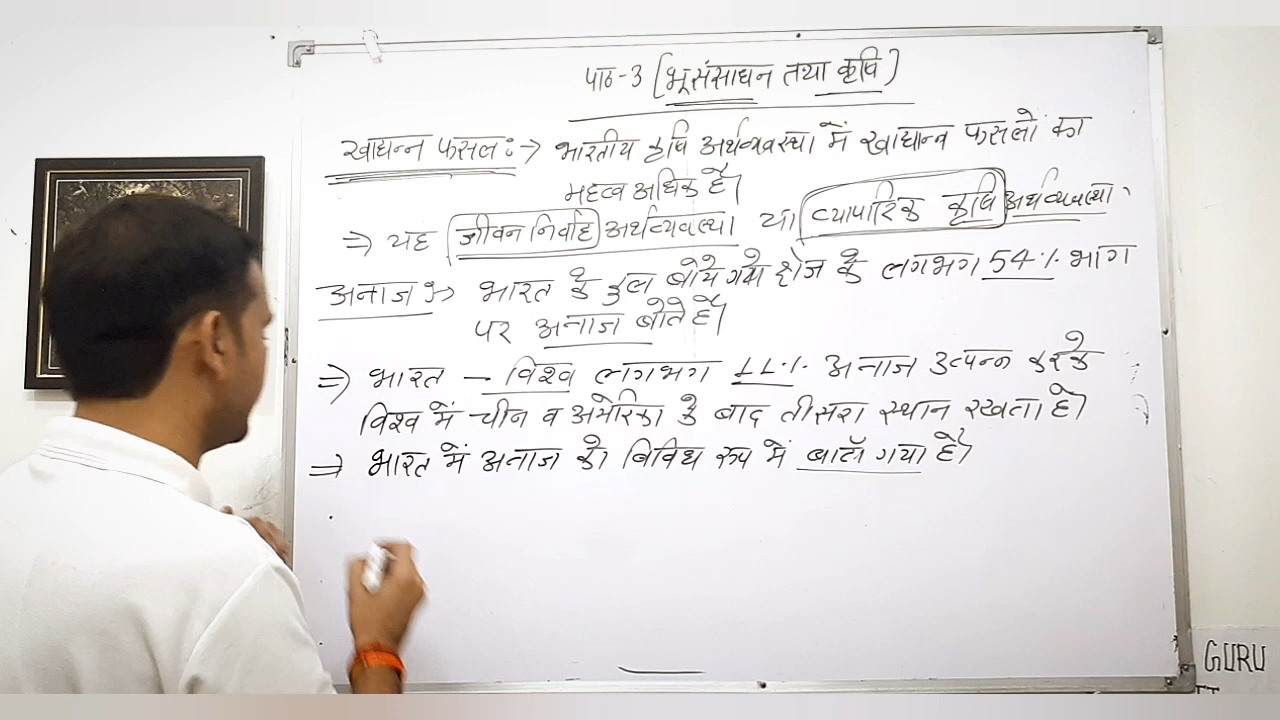 पाठ-3 [भूसंसाधन तथा कृषि]
खाद्यन्न फसल :→ भारतीय कृषि अर्थव्यवस्था में खाद्यान्न फसलों का
महत्व अधिक है।
⇒ यह जीवन निर्वाह अर्थव्यवस्था या व्यापारिक कृषि अर्थव्यवस्था
अनाज :→ भारत के कुल बोये गये क्षेत्र के लगभग 54% भाग
पर अनाज बोते है।
⇒ भारत – विश्व लगभग 11% अनाज उत्पन्न करके
विश्व में चीन व अमेरिका के बाद तीसरा स्थान रखता है।
⇒ भारत में अनाज को विविध रूप में बाटाँ गया है।
GURU